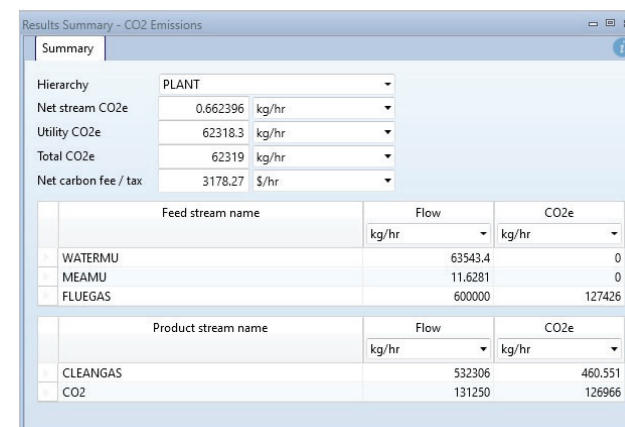 Results Summary - CO2 Emissions
Summary
Hierarchy PLANT
Net stream CO2e 0.662396 kg/hr
Utility CO2e 62318.3 kg/hr
Total CO2e 62319 kg/hr
Net carbon fee / tax 3178.27 $/hr
Feed stream name Flow CO2e
kg/hr kg/hr
WATERMU 63543.4 0
MEAMU 11.6281 0
FLUEGAS 600000 127426
Product stream name Flow CO2e
kg/hr kg/hr
CLEANGAS 532306 460.551
CO2 131250 126966